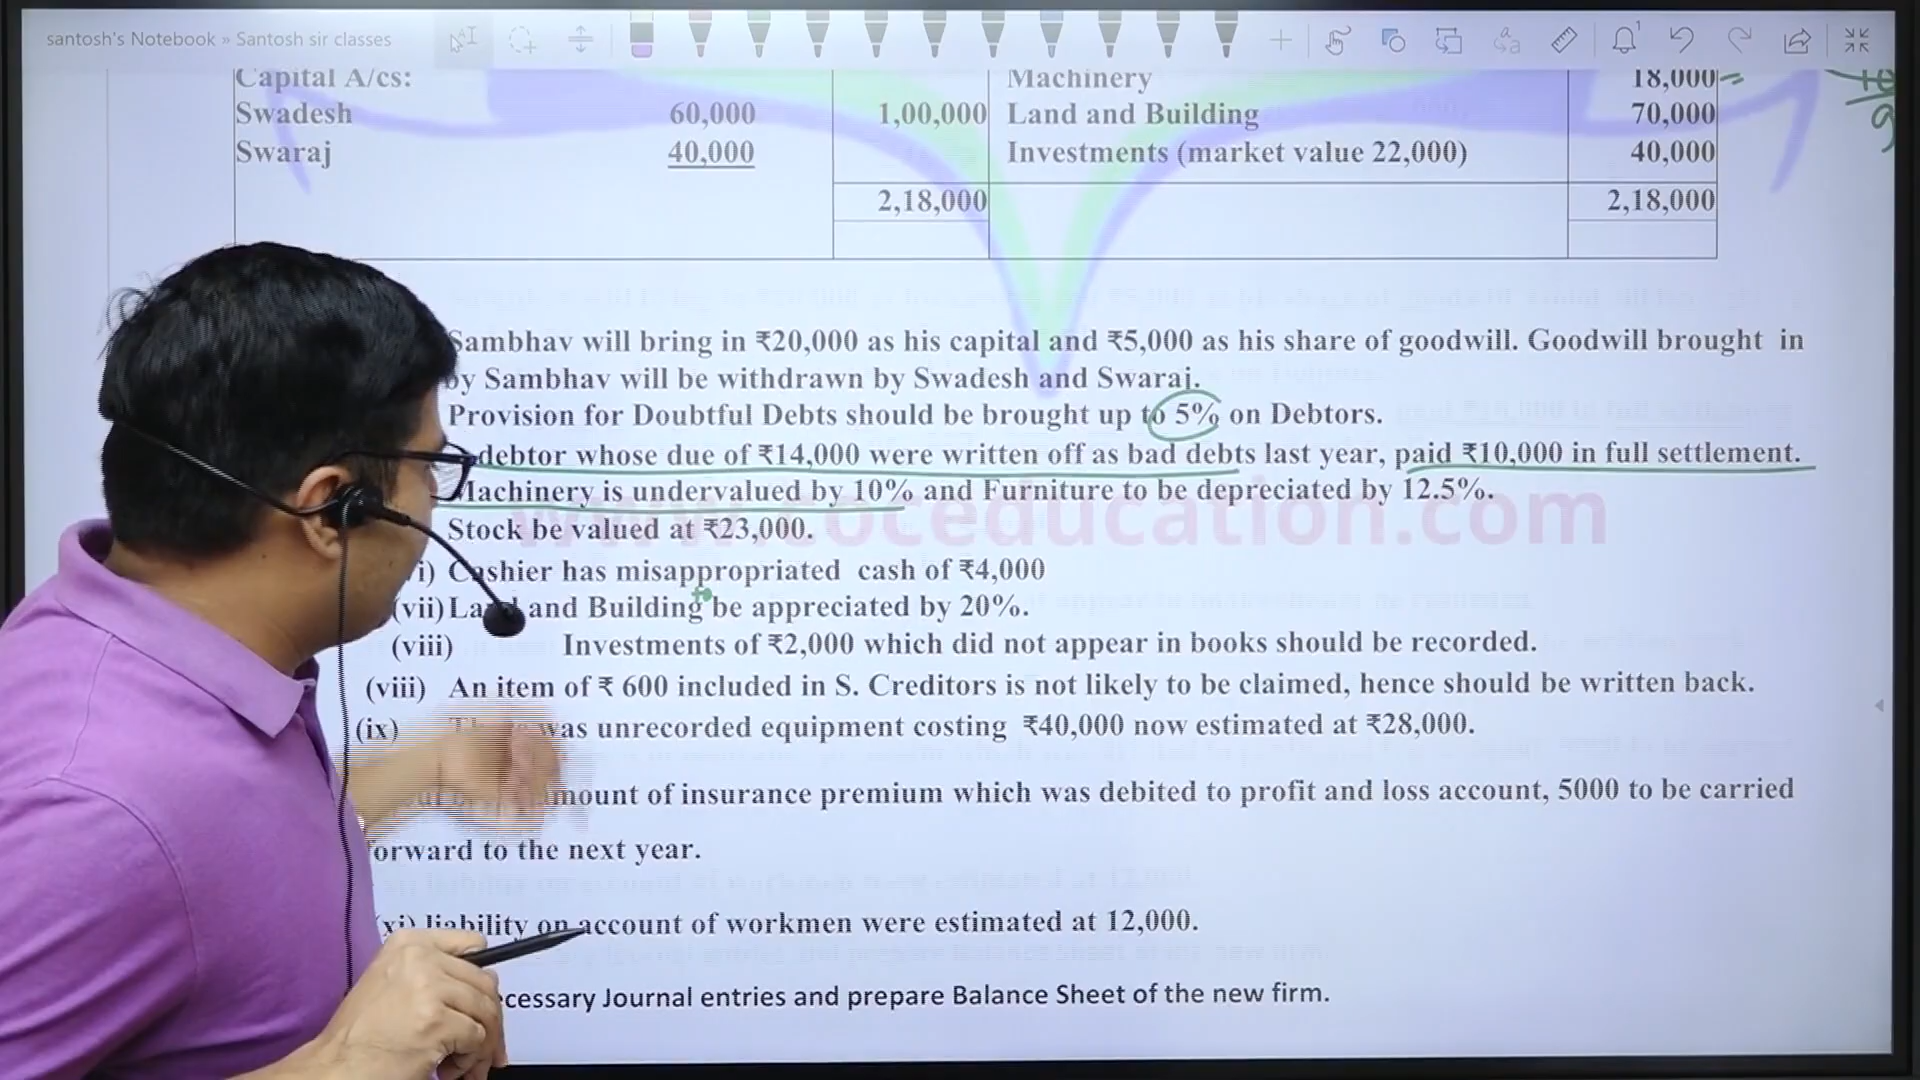 santosh's Notebook » Santosh sir classes
Capital A/cs: Machinery 18,000
Swadesh 60,000 1,00,000 Land and Building 70,000
Swaraj 40,000 Investments (market value 22,000) 40,000
2,18,000 2,18,000
Sambhav will bring in ₹20,000 as his capital and ₹5,000 as his share of goodwill. Goodwill brought in
by Sambhav will be withdrawn by Swadesh and Swaraj.
Provision for Doubtful Debts should be brought up to 5% on Debtors.
debtor whose due of ₹14,000 were written off as bad debts last year, paid ₹10,000 in full settlement.
Machinery is undervalued by 10% and Furniture to be depreciated by 12.5%.
www.coceducation.com
Stock be valued at ₹23,000.
i) Cashier has misappropriated cash of ₹4,000
to
(vii) Land and Building be appreciated by 20%.
(viii) Investments of ₹2,000 which did not appear in books should be recorded.
(viii) An item of ₹ 600 included in S. Creditors is not likely to be claimed, hence should be written back.
(ix) There was unrecorded equipment costing ₹40,000 now estimated at ₹28,000.
amount of insurance premium which was debited to profit and loss account, 5000 to be carried
forward to the next year.
(xi) liability on account of workmen were estimated at 12,000.
cessary Journal entries and prepare Balance Sheet of the new firm.